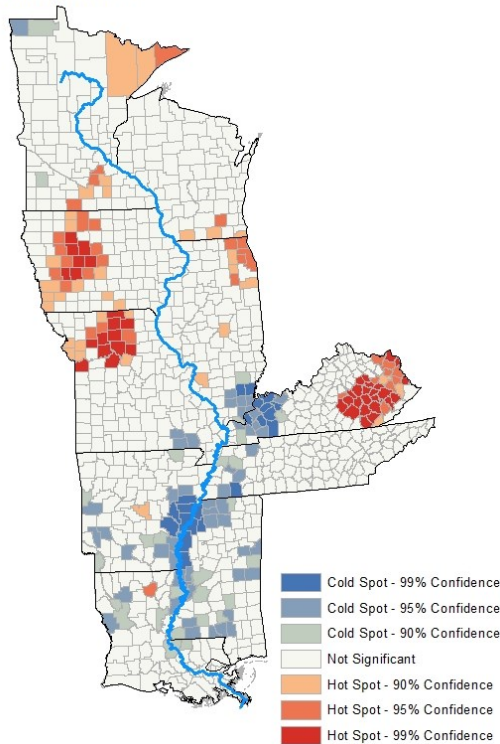 Cold Spot - 99% Confidence
Cold Spot - 95% Confidence
Cold Spot - 90% Confidence
Not Significant
Hot Spot - 90% Confidence
Hot Spot - 95% Confidence
Hot Spot - 99% Confidence